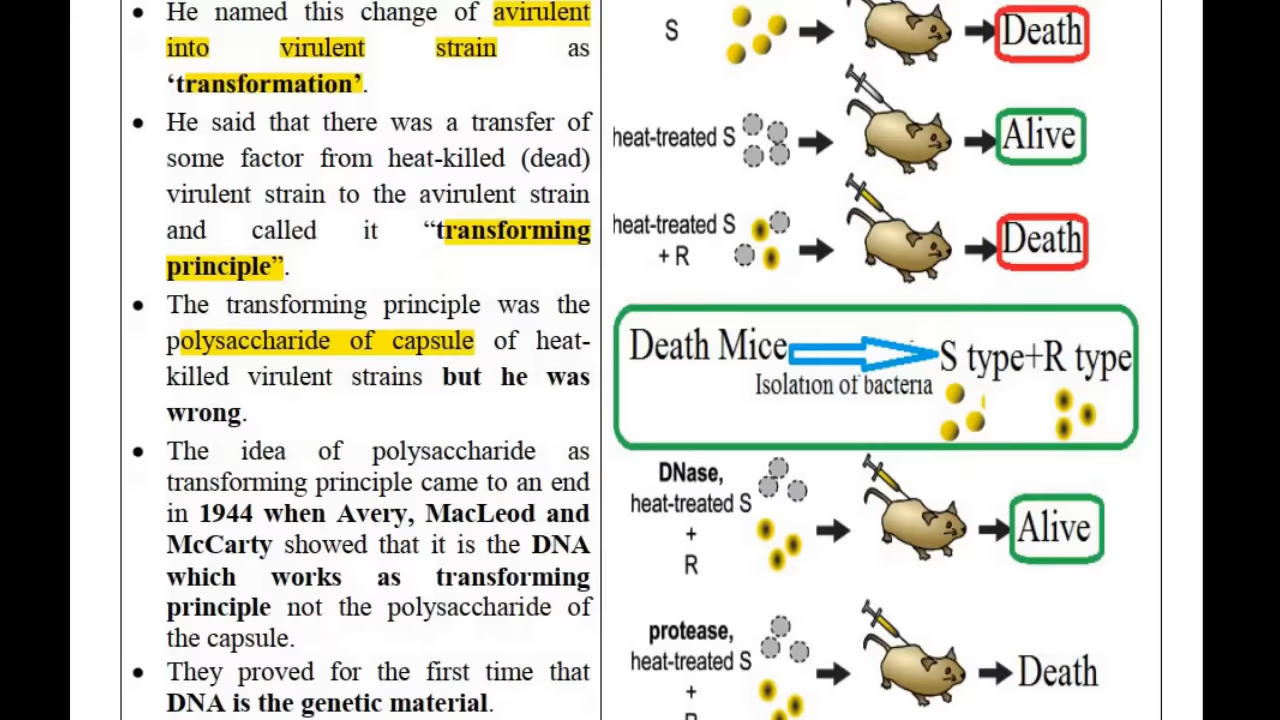 • He named this change of avirulent
into virulent strain as
‘transformation’.
• He said that there was a transfer of
some factor from heat-killed (dead)
virulent strain to the avirulent strain
and called it “transforming
principle”.
• The transforming principle was the
polysaccharide of capsule of heat-
killed virulent strains but he was
wrong.
• The idea of polysaccharide as
transforming principle came to an end
in 1944 when Avery, MacLeod and
McCarty showed that it is the DNA
which works as transforming
principle not the polysaccharide of
the capsule.
• They proved for the first time that
DNA is the genetic material.
S
Death
heat-treated S
Alive
heat-treated S
+ R
Death
Death Mice
S type+R type
Isolation of bacteria
DNase,
heat-treated S
+
R
Alive
protease,
heat-treated S
+
R
Death